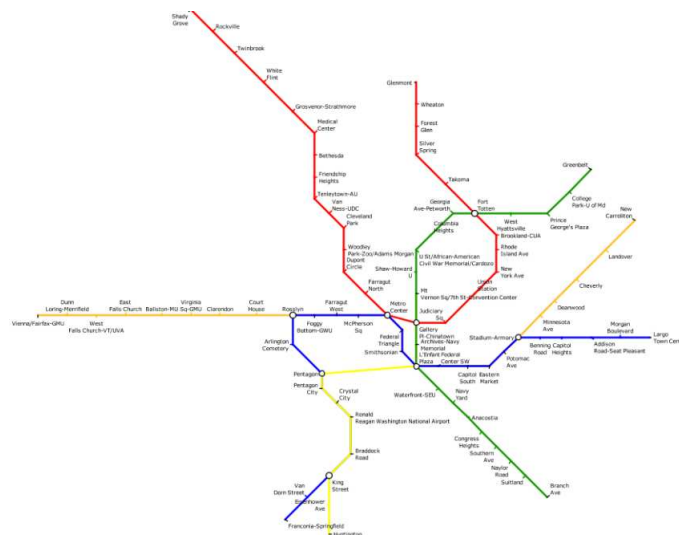 Shady
Grove
Rockville
Twinbrook
White
Flint
Grosvenor-Strathmore
Medical
Center
Bethesda
Friendship
Heights
Tenleytown-AU
Van
Ness-UDC
Cleveland
Park
Woodley
Park-Zoo/Adams Morgan
Dupont
Circle
Farragut
North
Metro
Center
Glenmont
Wheaton
Forest
Glen
Silver
Spring
Takoma
Fort
Totten
Georgia
Ave-Petworth
Columbia
Heights
West
Hyattsville
Brookland-CUA
Rhode
Island Ave
New
York Ave
Union
Station
Judiciary
Sq
Greenbelt
College
Park-U of Md
Prince
George's Plaza
U St/African-American
Civil War Memorial/Cardozo
Shaw-Howard
U
Mt
Vernon Sq/7th St-Convention Center
Gallery
Pl-Chinatown
Archives-Navy
Memorial
L'Enfant
Plaza
Federal
Center SW
Capitol
South
Eastern
Market
Potomac
Ave
Stadium-Armory
Minnesota
Ave
Deanwood
Cheverly
Landover
New
Carrollton
Benning
Road
Capitol
Heights
Addison
Road-Seat Pleasant
Morgan
Boulevard
Largo
Town Cent
Vienna/Fairfax-GMU
Dunn
Loring-Merrifield
West
Falls Church-VT/UVA
East
Falls Church
Ballston-MU
Virginia
Sq-GMU
Clarendon
Court
House
Rosslyn
Foggy
Bottom-GWU
Farragut
West
McPherson
Sq
Federal
Triangle
Smithsonian
Arlington
Cemetery
Pentagon
Pentagon
City
Crystal
City
Ronald
Reagan Washington National Airport
Braddock
Road
King
Street
Van
Dorn Street
Eisenhower
Ave
Franconia-Springfield
Huntington
Waterfront-SEU
Navy
Yard
Anacostia
Congress
Heights
Southern
Ave
Naylor
Road
Suitland
Branch
Ave